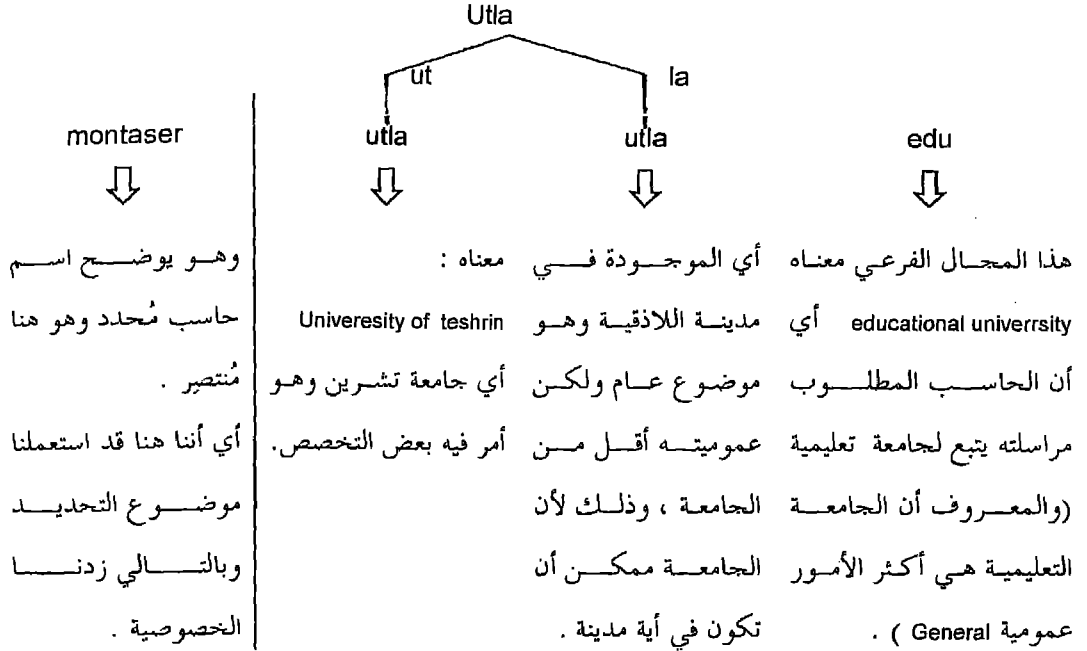 Utla
ut la
montaser utla utla edu
هذا المجال الفرعي معناه
educational univerrsity أي
أن الحاسب المطلوب
مراسلته يتبع لجامعة تعليمية
(والمعروف أن الجامعة
التعليمية هي أكثر الأمور
عمومية General ) .
أي الموجودة في
مدينة اللاذقية وهو
موضوع عام ولكن
عموميته أقل من
الجامعة ، وذلك لأن
الجامعة ممكن أن
تكون في أية مدينة .
معناه :
Univeresity of teshrin
أي جامعة تشرين وهو
أمر فيه بعض التخصص.
وهو يوضح اسم
حاسب مُحدد وهو هنا
مُنتصِر .
أي أننا هنا قد استعملنا
موضوع التحديد
وبالتالي زدنا
الخصوصية .